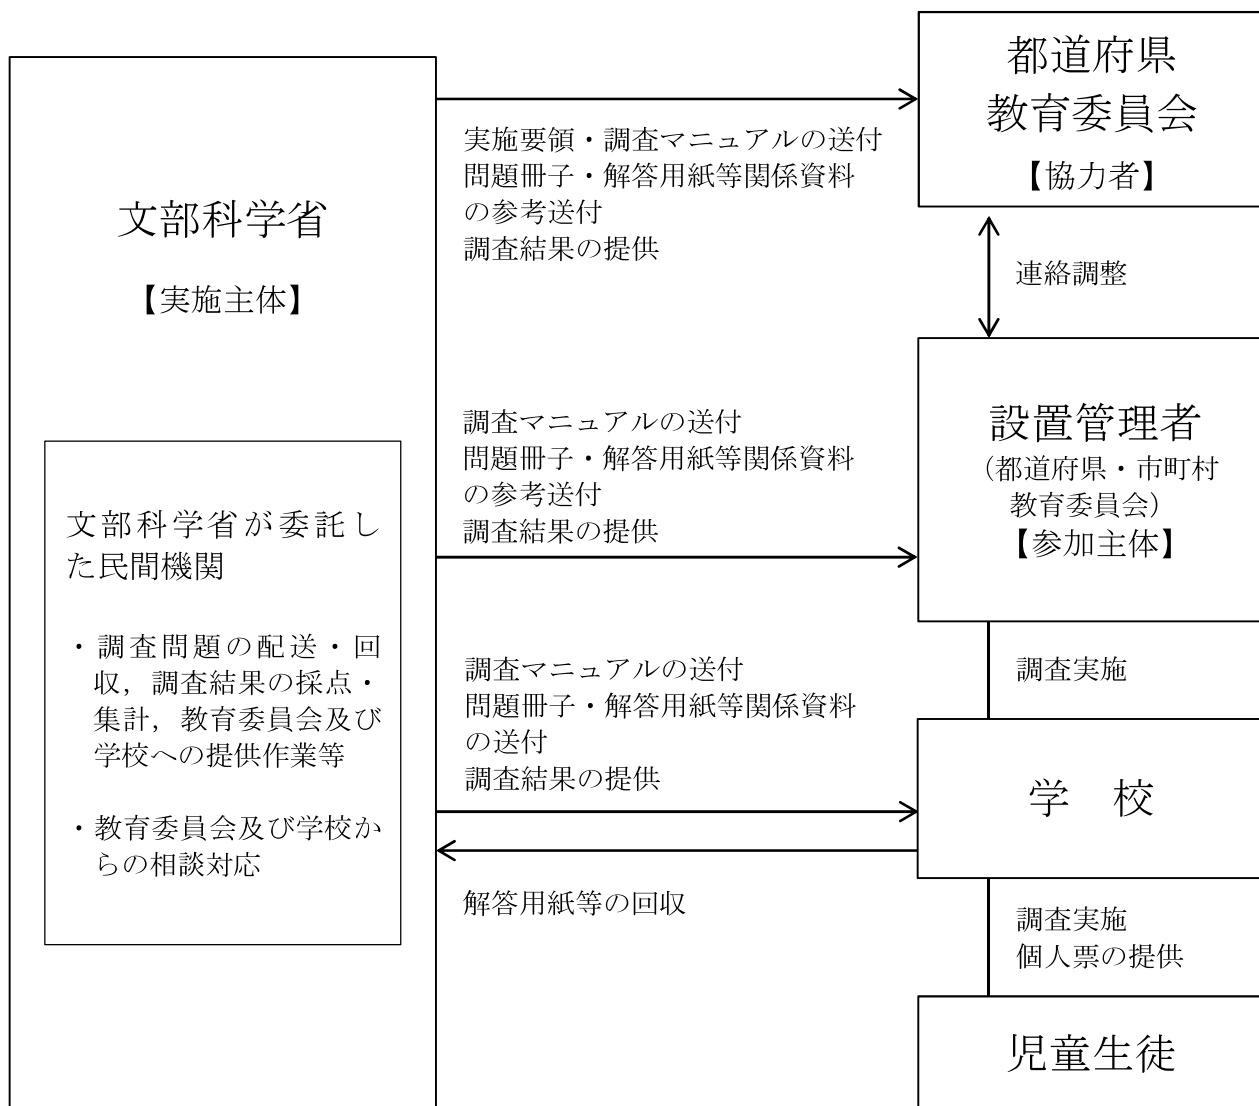 文部科学省
【実施主体】
文部科学省が委託し
た民間機関
・調査問題の配送・回
収，調査結果の採点・
集計，教育委員会及び
学校への提供作業等
・教育委員会及び学校か
らの相談対応
実施要領・調査マニュアルの送付
問題冊子・解答用紙等関係資料
の参考送付
調査結果の提供
調査マニュアルの送付
問題冊子・解答用紙等関係資料
の参考送付
調査結果の提供
調査マニュアルの送付
問題冊子・解答用紙等関係資料
の送付
調査結果の提供
解答用紙等の回収
都道府県
教育委員会
【協力者】
連絡調整
設置管理者
（都道府県・市町村
教育委員会）
【参加主体】
調査実施
学　校
調査実施
個人票の提供
児童生徒